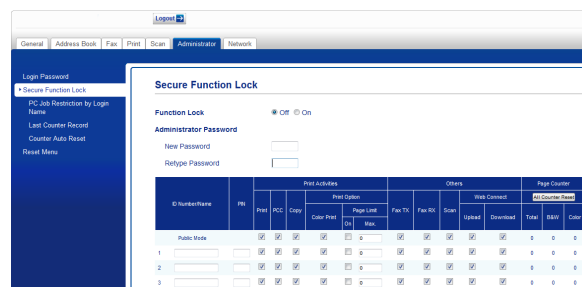 Logout
General Address Book Fax Print Scan Administrator Network
Login Password
Secure Function Lock
PC Job Restriction by Login
Name
Last Counter Record
Counter Auto Reset
Reset Menu
Secure Function Lock
Function Lock Off On
Administrator Password
New Password
Retype Password
Print Activities Others Page Counter
ID Number/Name PIN Print PCC Copy Print Option Fax TX Fax RX Scan Web Connect All Counter Reset
Color Print Page Limit Upload Download Total B&W Color
On Max.
Public Mode 0 0 0 0
1 0 0 0 0
2 0 0 0 0
3 0 0 0 0